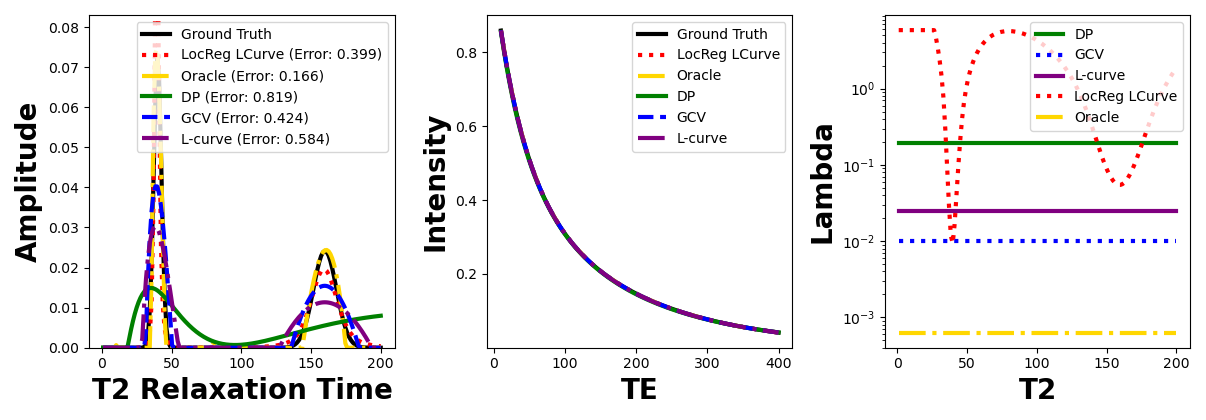 Amplitude
0.08
0.07
0.06
0.05
0.04
0.03
0.02
0.01
0.00
Ground Truth
LocReg LCurve (Error: 0.399)
Oracle (Error: 0.166)
DP (Error: 0.819)
GCV (Error: 0.424)
L-curve (Error: 0.584)
0 50 100 150 200
T2 Relaxation Time
Intensity
0.8
0.6
0.4
0.2
Ground Truth
LocReg LCurve
Oracle
DP
GCV
L-curve
0 100 200 300 400
TE
Lambda
10⁰
10⁻¹
10⁻²
10⁻³
DP
GCV
L-curve
LocReg LCurve
Oracle
0 50 100 150 200
T2